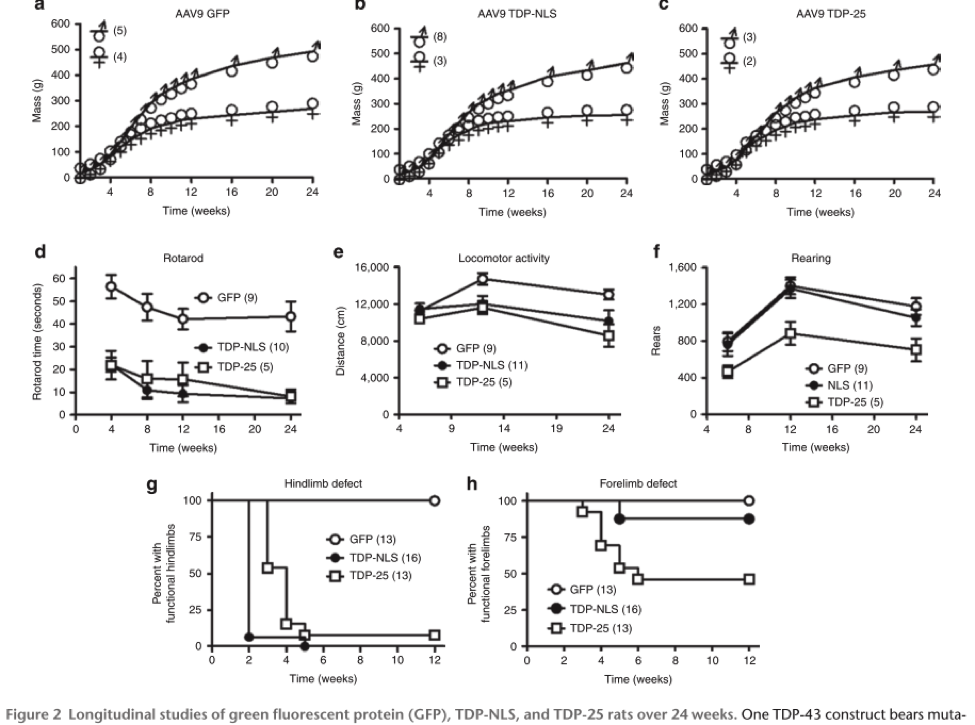 a AAV9 GFP
600
500
400
300
200
100
0
Mass (g)
(5)
(4)
4 8 12 16 20 24
Time (weeks)
b AAV9 TDP-NLS
600
500
400
300
200
100
0
Mass (g)
(8)
(3)
4 8 12 16 20 24
Time (weeks)
c AAV9 TDP-25
600
500
400
300
200
100
0
Mass (g)
(3)
(2)
4 8 12 16 20 24
Time (weeks)
d Rotarod
60
50
40
30
20
10
0
Rotarod time (seconds)
GFP (9)
TDP-NLS (10)
TDP-25 (5)
0 4 8 12 16 20 24
Time (weeks)
e Locomotor activity
16,000
12,000
8,000
4,000
0
Distance (cm)
GFP (9)
TDP-NLS (11)
TDP-25 (5)
4 9 14 19 24
Time (weeks)
f Rearing
1,600
1,200
800
400
0
Rears
GFP (9)
NLS (11)
TDP-25 (5)
4 8 12 16 20 24
Time (weeks)
g Hindlimb defect
100
75
50
25
0
Percent with
functional hindlimbs
GFP (13)
TDP-NLS (16)
TDP-25 (13)
0 2 4 6 8 10 12
Time (weeks)
h Forelimb defect
100
75
50
25
0
Percent with
functional forelimbs
GFP (13)
TDP-NLS (16)
TDP-25 (13)
0 2 4 6 8 10 12
Time (weeks)
Figure 2 Longitudinal studies of green fluorescent protein (GFP), TDP-NLS, and TDP-25 rats over 24 weeks. One TDP-43 construct bears muta-